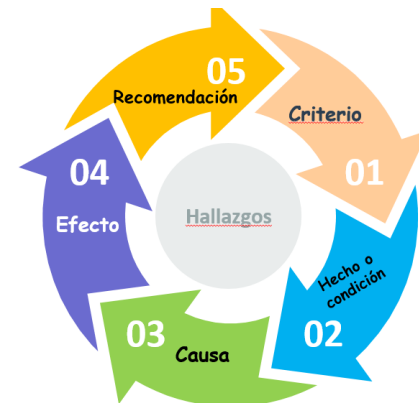 05
Recomendación
Criterio
01
04
Efecto
Hallazgos
Hecho o
condición
02
03
Causa